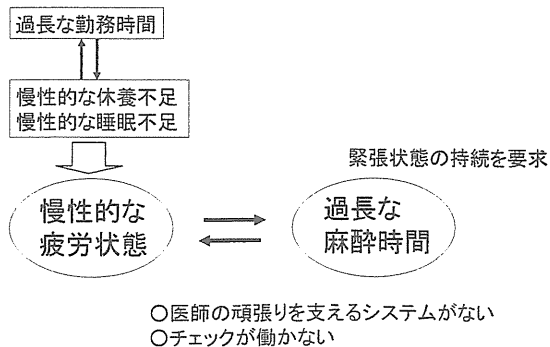 過長な勤務時間
慢性的な休養不足
慢性的な睡眠不足
緊張状態の持続を要求
慢性的な
疲労状態
過長な
麻酔時間
○医師の頑張りを支えるシステムがない
○チェックが働かない